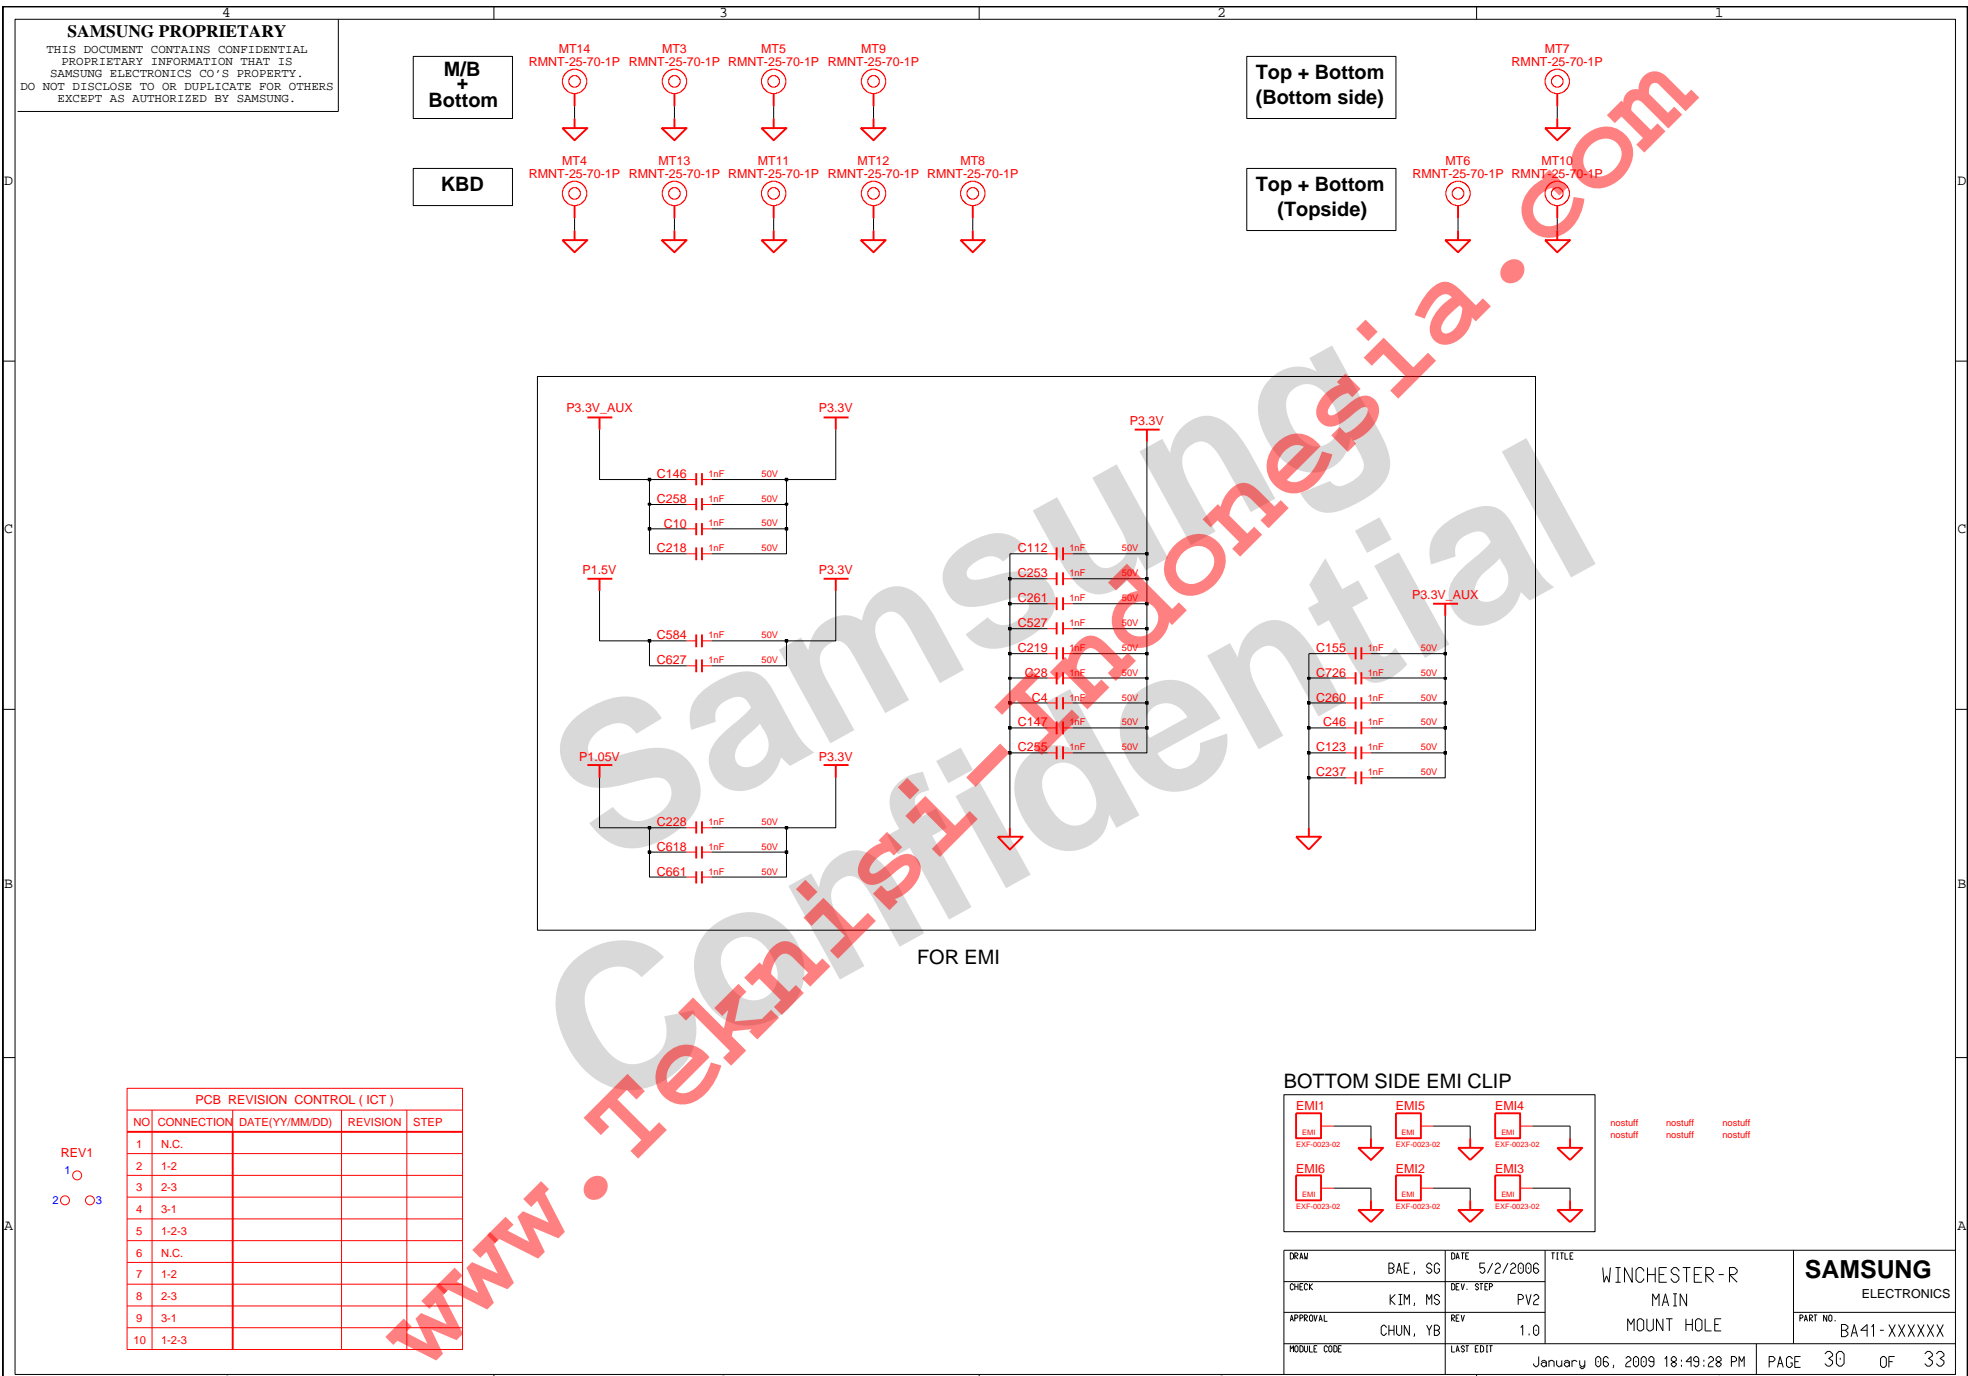 4 3 2 1
SAMSUNG PROPRIETARY
THIS DOCUMENT CONTAINS CONFIDENTIAL
PROPRIETARY INFORMATION THAT IS
SAMSUNG ELECTRONICS CO'S PROPERTY.
DO NOT DISCLOSE TO OR DUPLICATE FOR OTHERS
EXCEPT AS AUTHORIZED BY SAMSUNG.
M/B
+
Bottom
MT14 MT3 MT5 MT9
RMNT-25-70-1P RMNT-25-70-1P RMNT-25-70-1P RMNT-25-70-1P
Top + Bottom
(Bottom side)
MT7
RMNT-25-70-1P
KBD
MT4 MT13 MT11 MT12 MT8
RMNT-25-70-1P RMNT-25-70-1P RMNT-25-70-1P RMNT-25-70-1P RMNT-25-70-1P
Top + Bottom
(Topside)
MT6 MT10
RMNT-25-70-1P RMNT-25-70-1P
D D
C C
B B
A A
P3.3V_AUX P3.3V
C146 1nF 50V
C258 1nF 50V
C10 1nF 50V
C218 1nF 50V
P1.5V P3.3V
C584 1nF 50V
C627 1nF 50V
P1.05V P3.3V
C228 1nF 50V
C618 1nF 50V
C661 1nF 50V
P3.3V
C112 1nF 50V
C253 1nF 50V
C261 1nF 50V
C527 1nF 50V
C219 1nF 50V
C28 1nF 50V
C4 1nF 50V
C147 1nF 50V
C255 1nF 50V
P3.3V_AUX
C155 1nF 50V
C726 1nF 50V
C260 1nF 50V
C46 1nF 50V
C123 1nF 50V
C237 1nF 50V
FOR EMI
Samsung
Confidential
www.Teknisi-Indonesia.com
REV1
1
2 3
PCB REVISION CONTROL ( ICT )
NO CONNECTION DATE(YY/MM/DD) REVISION STEP
1 N.C.
2 1-2
3 2-3
4 3-1
5 1-2-3
6 N.C.
7 1-2
8 2-3
9 3-1
10 1-2-3
BOTTOM SIDE EMI CLIP
EMI1 EMI5 EMI4
EMI EMI EMI
EXF-0023-02 EXF-0023-02 EXF-0023-02
EMI6 EMI2 EMI3
EMI EMI EMI
EXF-0023-02 EXF-0023-02 EXF-0023-02
nostuff nostuff nostuff
nostuff nostuff nostuff
DRAW BAE, SG DATE 5/2/2006
CHECK KIM, MS DEV. STEP PV2
APPROVAL CHUN, YB REV 1.0
TITLE
WINCHESTER-R
MAIN
MOUNT HOLE
SAMSUNG
ELECTRONICS
PART NO.
BA41-XXXXXX
MODULE CODE LAST EDIT January 06, 2009 18:49:28 PM PAGE 30 OF 33